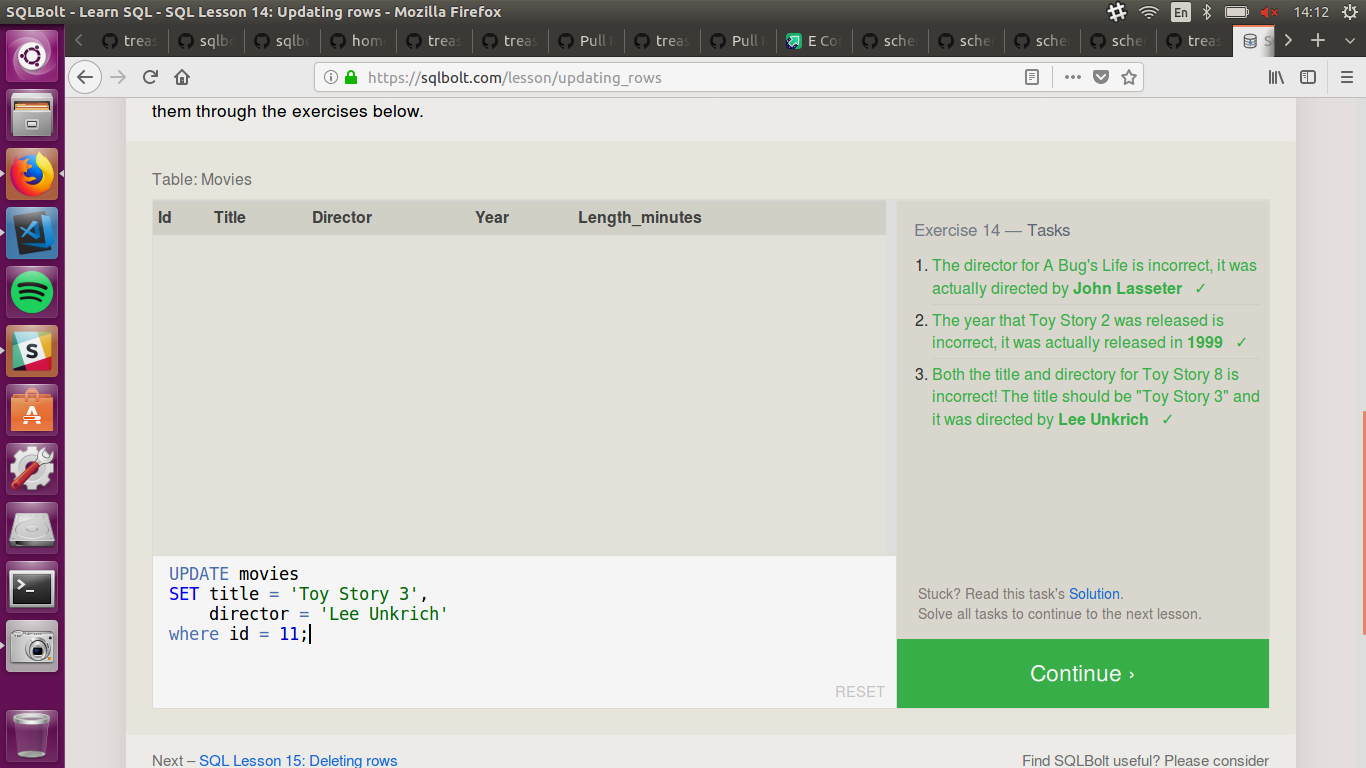 SQLBolt - Learn SQL - SQL Lesson 14: Updating rows - Mozilla Firefox
En
14:12
treas
sqlb
sqlb
hom
treas
treas
Pull
treas
Pull
E Co
sche
sche
sche
sche
treas
https://sqlbolt.com/lesson/updating_rows
them through the exercises below.
Table: Movies
Id Title Director Year Length_minutes
Exercise 14 — Tasks
1. The director for A Bug's Life is incorrect, it was
actually directed by John Lasseter ✓
2. The year that Toy Story 2 was released is
incorrect, it was actually released in 1999 ✓
3. Both the title and directory for Toy Story 8 is
incorrect! The title should be "Toy Story 3" and
it was directed by Lee Unkrich ✓
UPDATE movies
SET title = 'Toy Story 3',
director = 'Lee Unkrich'
where id = 11;
RESET
Stuck? Read this task's Solution.
Solve all tasks to continue to the next lesson.
Continue ›
Next – SQL Lesson 15: Deleting rows
Find SQLBolt useful? Please consider